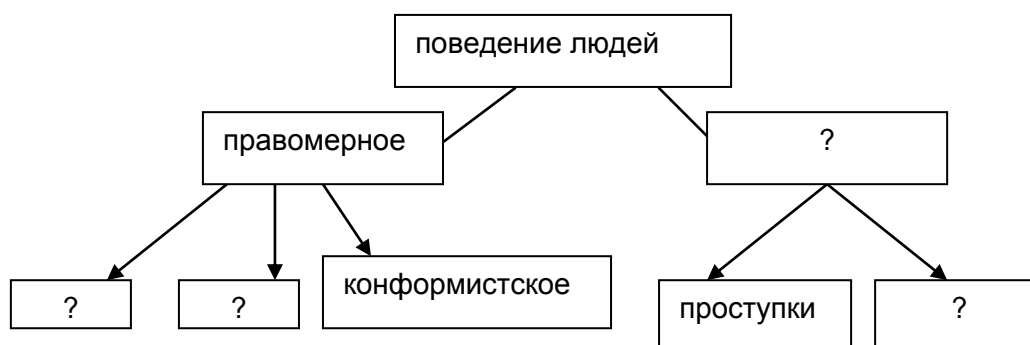 поведение людей
правомерное
?
?
?
конформистское
проступки
?